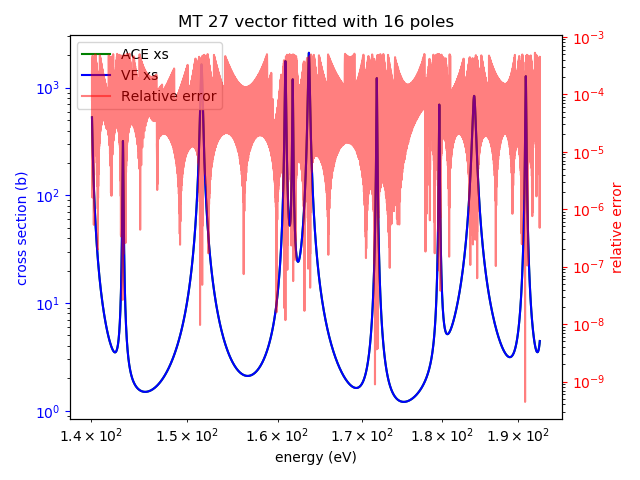 MT 27 vector fitted with 16 poles
ACE xs
VF xs
Relative error
cross section (b)
10³
10²
10¹
10⁰
10⁻³
10⁻⁴
10⁻⁵
10⁻⁶
10⁻⁷
10⁻⁸
10⁻⁹
relative error
1.4 × 10² 1.5 × 10² 1.6 × 10² 1.7 × 10² 1.8 × 10² 1.9 × 10²
energy (eV)